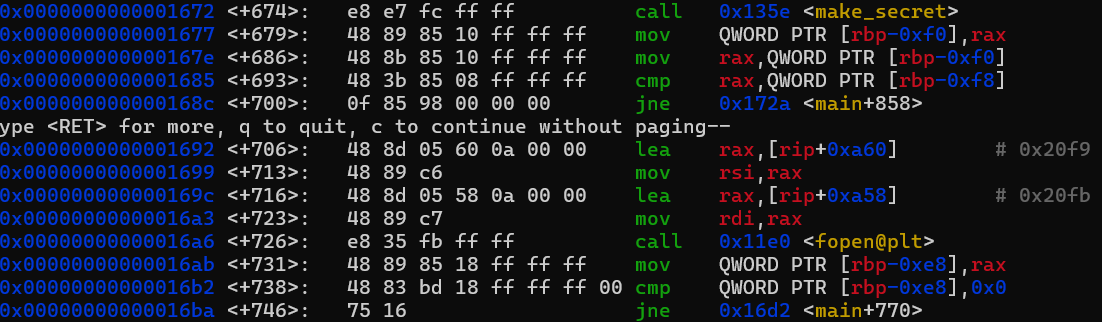 0x0000000000001672 <+674>:   e8 e7 fc ff ff          call   0x135e <make_secret>
0x0000000000001677 <+679>:   48 89 85 10 ff ff ff    mov    QWORD PTR [rbp-0xf0],rax
0x000000000000167e <+686>:   48 8b 85 10 ff ff ff    mov    rax,QWORD PTR [rbp-0xf0]
0x0000000000001685 <+693>:   48 3b 85 08 ff ff ff    cmp    rax,QWORD PTR [rbp-0xf8]
0x000000000000168c <+700>:   0f 85 98 00 00 00       jne    0x172a <main+858>
ype <RET> for more, q to quit, c to continue without paging--
0x0000000000001692 <+706>:   48 8d 05 60 0a 00 00    lea    rax,[rip+0xa60]        # 0x20f9
0x0000000000001699 <+713>:   48 89 c6                mov    rsi,rax
0x000000000000169c <+716>:   48 8d 05 58 0a 00 00    lea    rax,[rip+0xa58]        # 0x20fb
0x00000000000016a3 <+723>:   48 89 c7                mov    rdi,rax
0x00000000000016a6 <+726>:   e8 35 fb ff ff          call   0x11e0 <fopen@plt>
0x00000000000016ab <+731>:   48 89 85 18 ff ff ff    mov    QWORD PTR [rbp-0xe8],rax
0x00000000000016b2 <+738>:   48 83 bd 18 ff ff ff 00 cmp    QWORD PTR [rbp-0xe8],0x0
0x00000000000016ba <+746>:   75 16                   jne    0x16d2 <main+770>